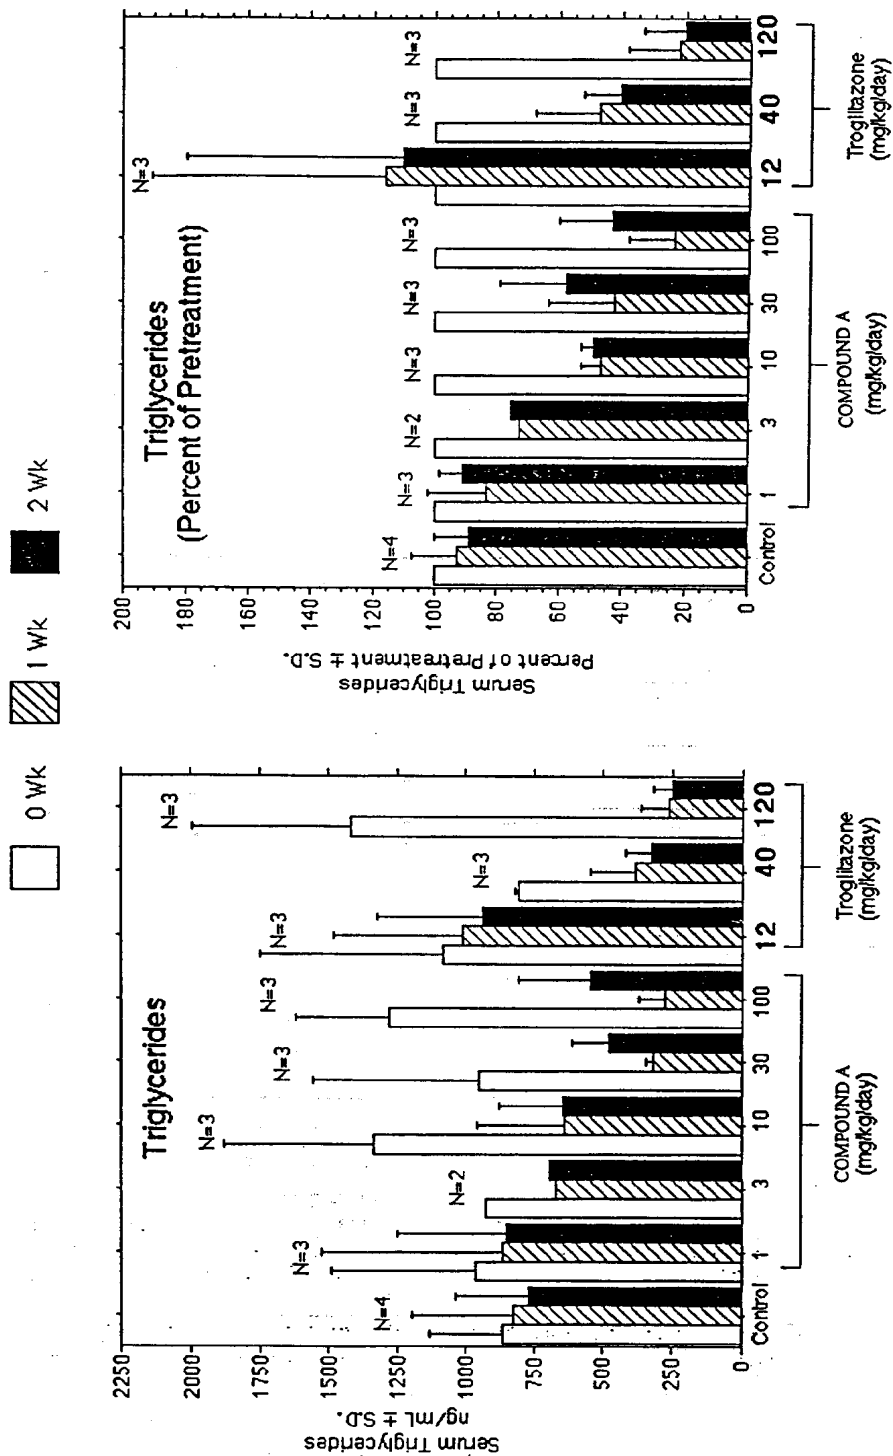 0 Wk
1 Wk
2 Wk
Triglycerides
Serum Triglycerides
ng/mL ± S.D.
2250
2000
1750
1500
1250
1000
750
500
250
0
N=4
N=3
N=2
N=3
N=3
N=3
N=3
N=3
N=3
Control
1
3
10
30
100
12
40
120
COMPOUND A
(mg/kg/day)
Troglitazone
(mg/kg/day)
Triglycerides
(Percent of Pretreatment)
Serum Triglycerides
Percent of Pretreatment ± S.D.
200
180
160
140
120
100
80
60
40
20
0
N=4
N=3
N=2
N=3
N=3
N=3
N=3
N=3
N=3
Control
1
3
10
30
100
12
40
120
COMPOUND A
(mg/kg/day)
Troglitazone
(mg/kg/day)